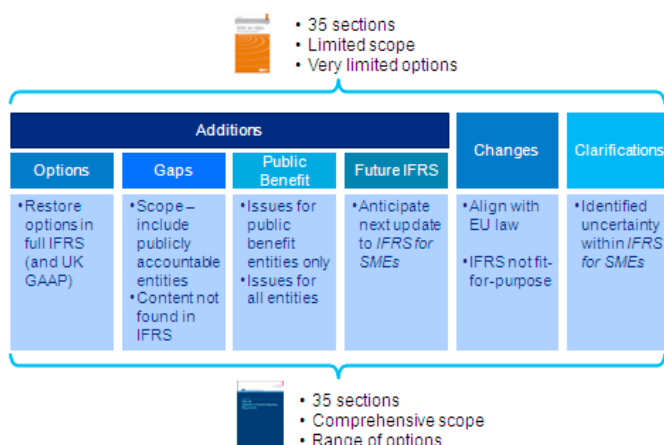 • 35 sections
• Limited scope
• Very limited options
Additions
Changes
Clarifications
Options
Gaps
Public
Benefit
Future IFRS
• Restore
options in
full IFRS
(and UK
GAAP)
• Scope –
include
publicly
accountable
entities
• Content not
found in
IFRS
• Issues for
public
benefit
entities only
• Issues for
all entities
• Anticipate
next update
to IFRS for
SMEs
• Align with
EU law
• IFRS not fit-
for-purpose
• Identified
uncertainty
within IFRS
for SMEs
• 35 sections
• Comprehensive scope
• Range of options